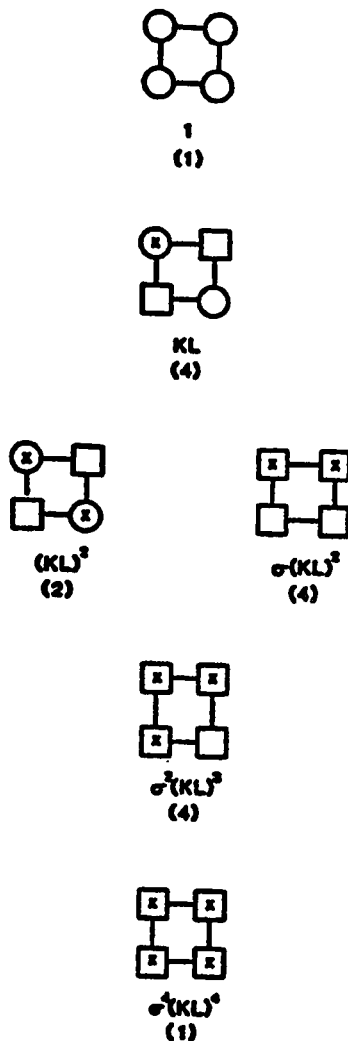 1
(1)
x
KL
(4)
x x x
x
(KL)² σ(KL)²
(2) (4)
x x
x
σ²(KL)³
(4)
x x
x x
σ⁴(KL)⁴
(1)